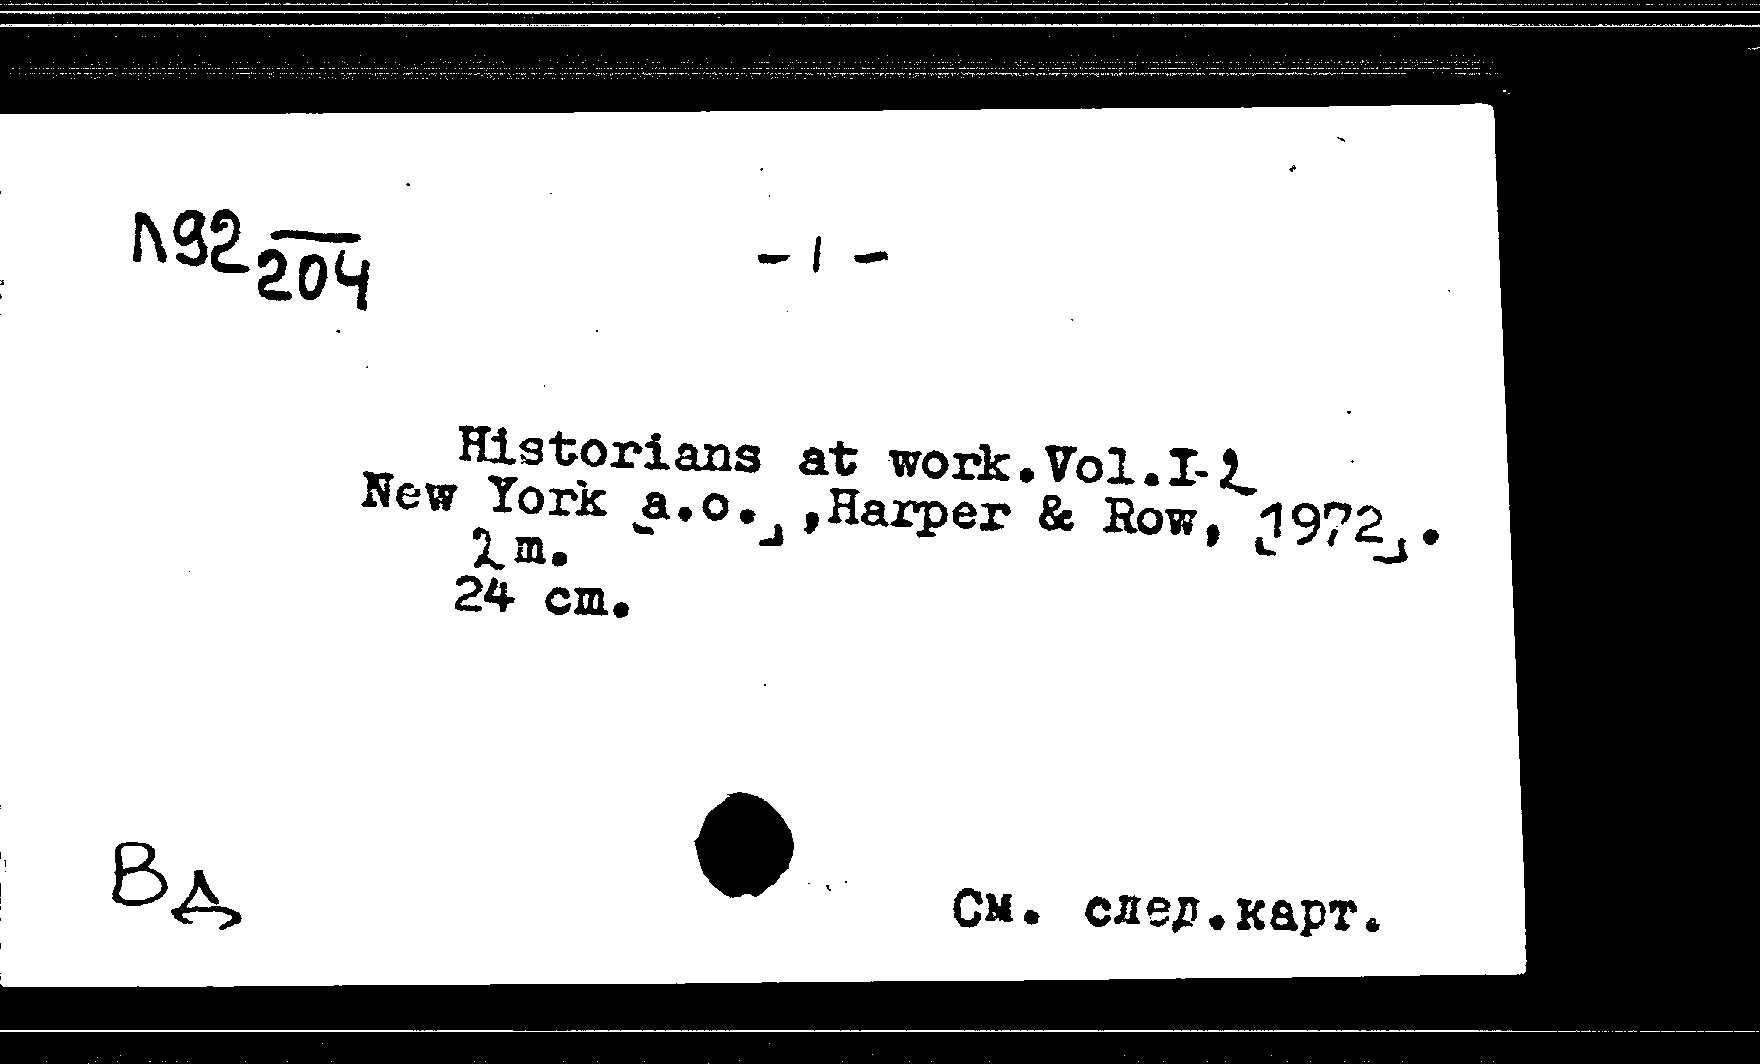 Л92 204
- 1 -
Historians at work.Vol.I-2
New York [a.o.],Harper & Row, [1972].
2 m.
24 cm.
ВД
См. след.карт.